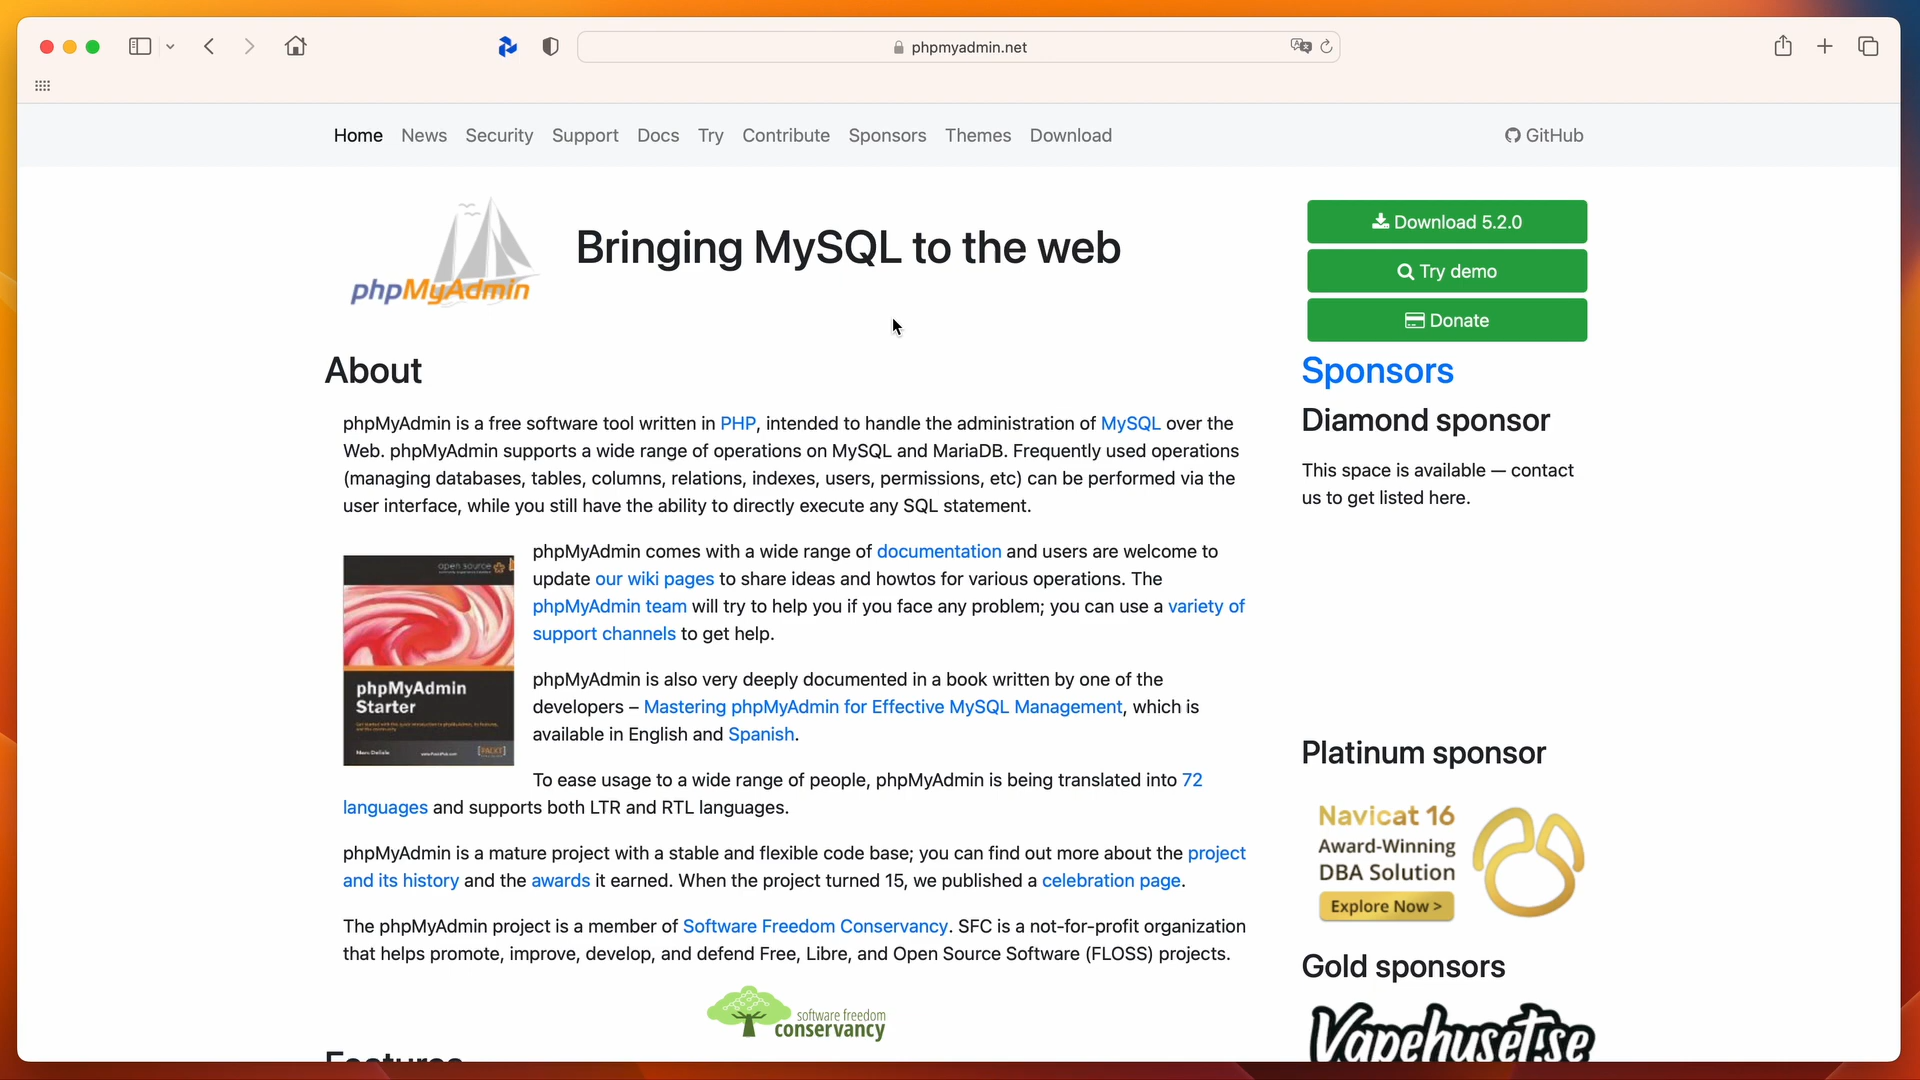 phpmyadmin.net
Home News Security Support Docs Try Contribute Sponsors Themes Download GitHub
phpMyAdmin
Bringing MySQL to the web
Download 5.2.0
Try demo
Donate
About
phpMyAdmin is a free software tool written in PHP, intended to handle the administration of MySQL over the
Web. phpMyAdmin supports a wide range of operations on MySQL and MariaDB. Frequently used operations
(managing databases, tables, columns, relations, indexes, users, permissions, etc) can be performed via the
user interface, while you still have the ability to directly execute any SQL statement.
open source
phpMyAdmin
Starter
Marc Delisle
[PACKT]
phpMyAdmin comes with a wide range of documentation and users are welcome to
update our wiki pages to share ideas and howtos for various operations. The
phpMyAdmin team will try to help you if you face any problem; you can use a variety of
support channels to get help.
phpMyAdmin is also very deeply documented in a book written by one of the
developers – Mastering phpMyAdmin for Effective MySQL Management, which is
available in English and Spanish.
To ease usage to a wide range of people, phpMyAdmin is being translated into 72
languages and supports both LTR and RTL languages.
phpMyAdmin is a mature project with a stable and flexible code base; you can find out more about the project
and its history and the awards it earned. When the project turned 15, we published a celebration page.
The phpMyAdmin project is a member of Software Freedom Conservancy. SFC is a not-for-profit organization
that helps promote, improve, develop, and defend Free, Libre, and Open Source Software (FLOSS) projects.
software freedom
conservancy
Features
Sponsors
Diamond sponsor
This space is available — contact
us to get listed here.
Platinum sponsor
Navicat 16
Award-Winning
DBA Solution
Explore Now >
Gold sponsors
Vapehuset.se